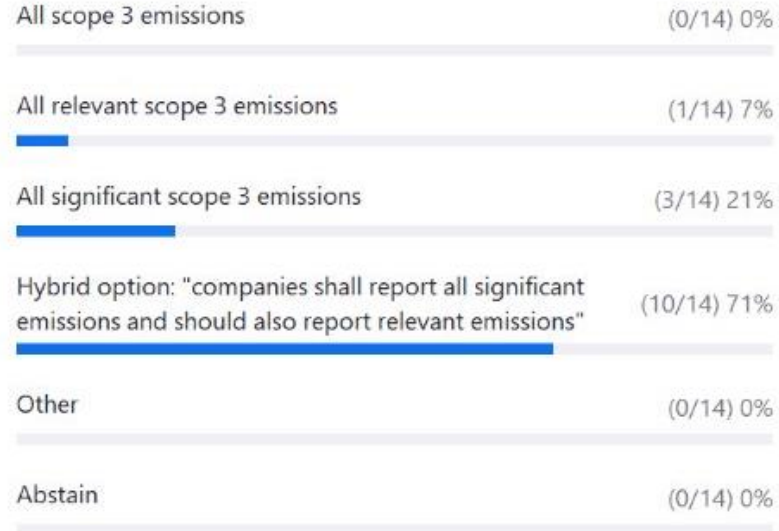 All scope 3 emissions (0/14) 0%
All relevant scope 3 emissions (1/14) 7%
All significant scope 3 emissions (3/14) 21%
Hybrid option: "companies shall report all significant
emissions and should also report relevant emissions" (10/14) 71%
Other (0/14) 0%
Abstain (0/14) 0%